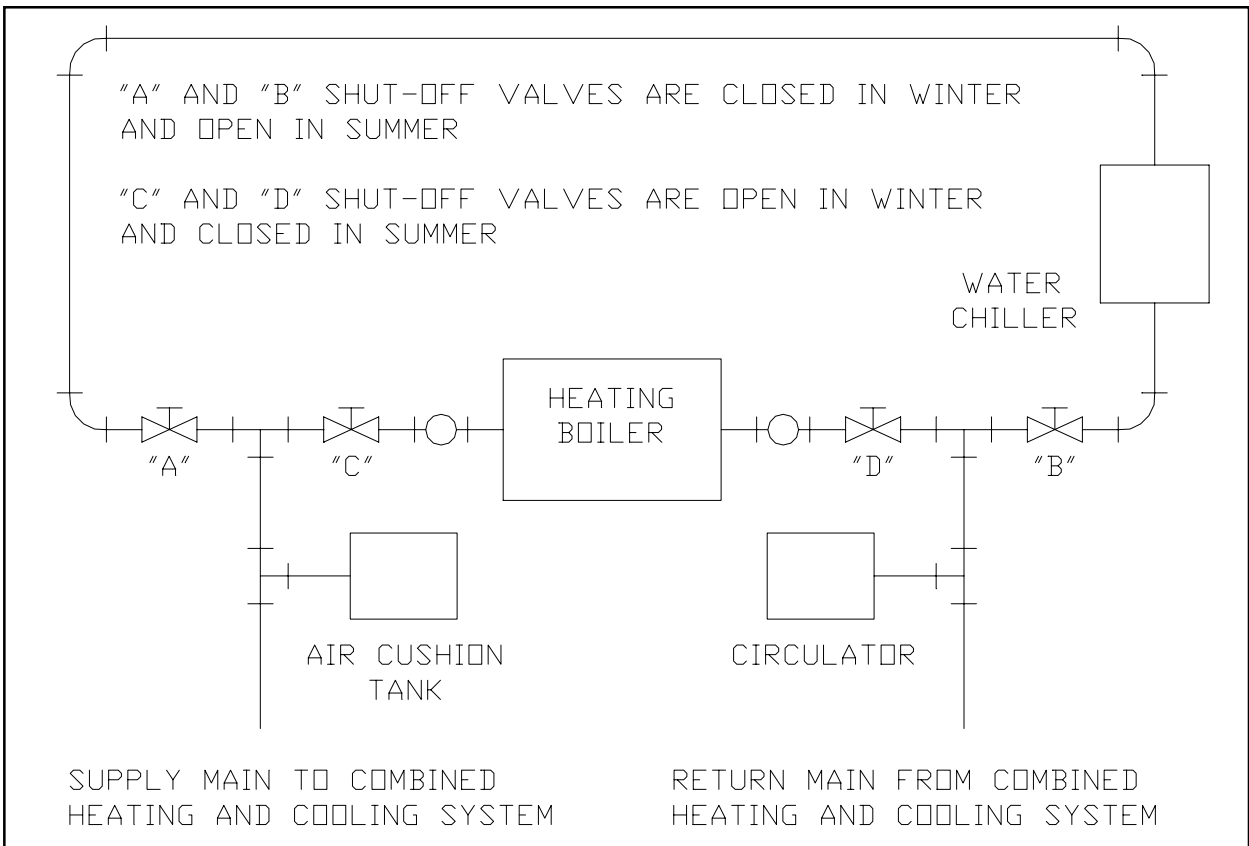 "A" AND "B" SHUT-OFF VALVES ARE CLOSED IN WINTER
AND OPEN IN SUMMER
"C" AND "D" SHUT-OFF VALVES ARE OPEN IN WINTER
AND CLOSED IN SUMMER
WATER
CHILLER
HEATING
BOILER
"A"
"C"
"D"
"B"
AIR CUSHION
TANK
CIRCULATOR
SUPPLY MAIN TO COMBINED
HEATING AND COOLING SYSTEM
RETURN MAIN FROM COMBINED
HEATING AND COOLING SYSTEM